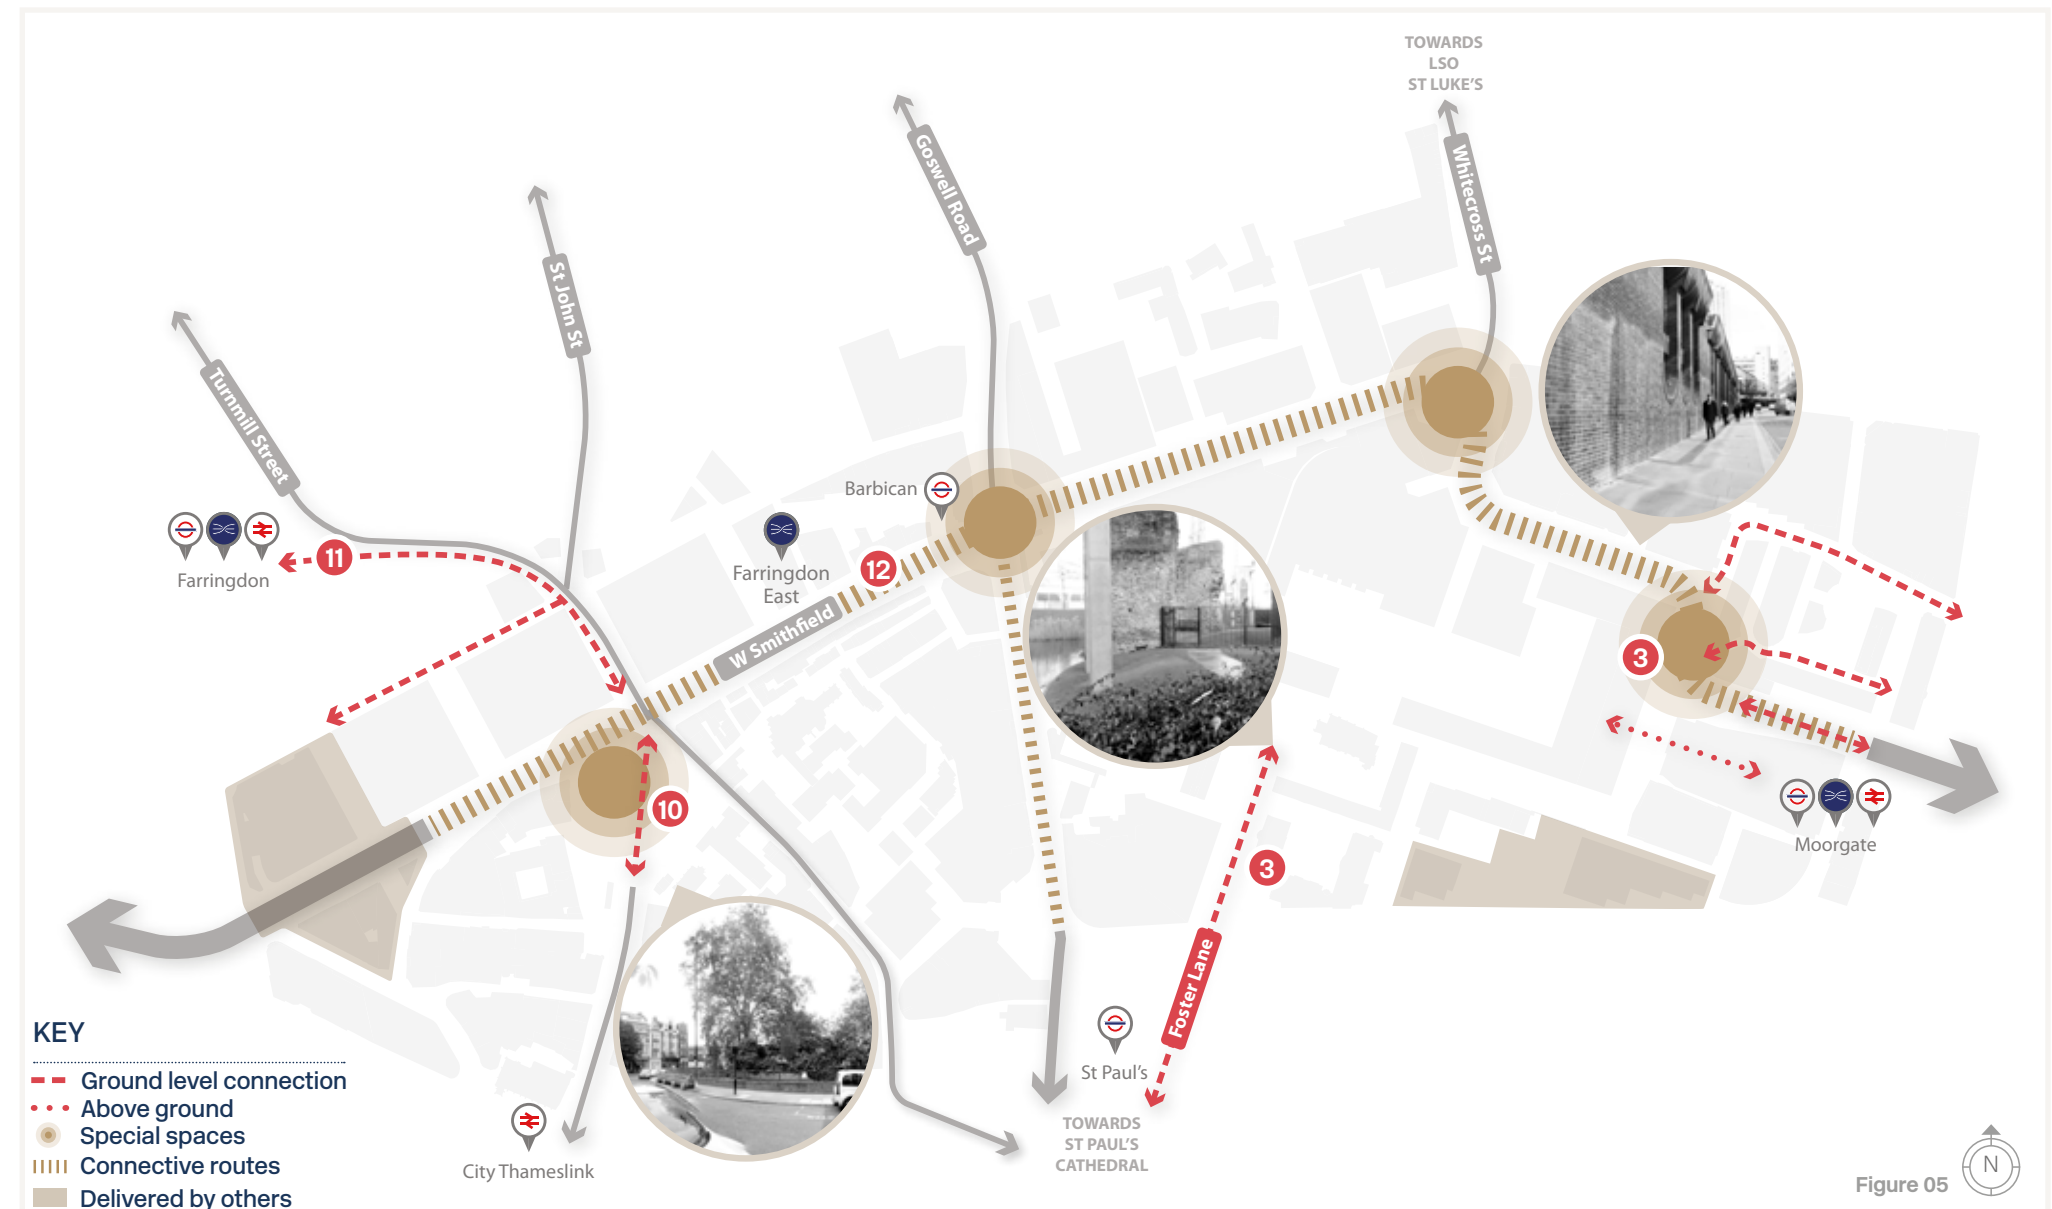 TOWARDS
LSO
ST LUKE'S
Goswell Road
Whitecross St
St John St
Turnmill Street
Barbican
11
Farringdon
Farringdon
East
12
W Smithfield
3
10
Moorgate
3
Foster Lane
St Paul's
TOWARDS
ST PAUL'S
CATHEDRAL
City Thameslink
KEY
Ground level connection
Above ground
Special spaces
Connective routes
Delivered by others
Figure 05
N